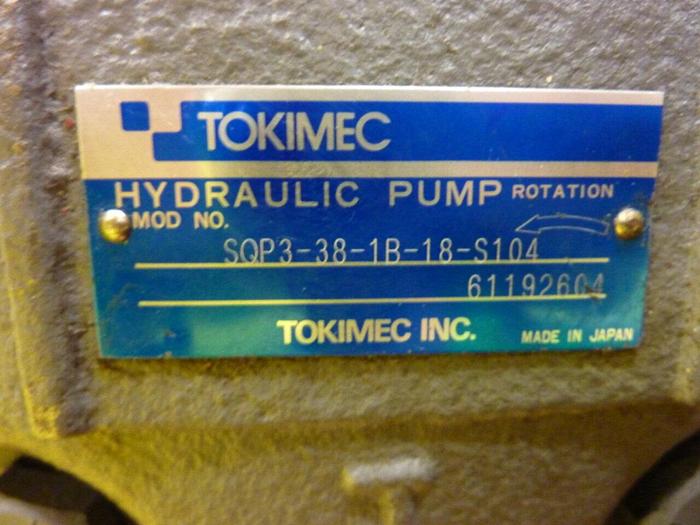 TOKIMEC
HYDRAULIC PUMP ROTATION
MOD NO.
SQP3-38-1B-18-S104
61192604
TOKIMEC INC. MADE IN JAPAN